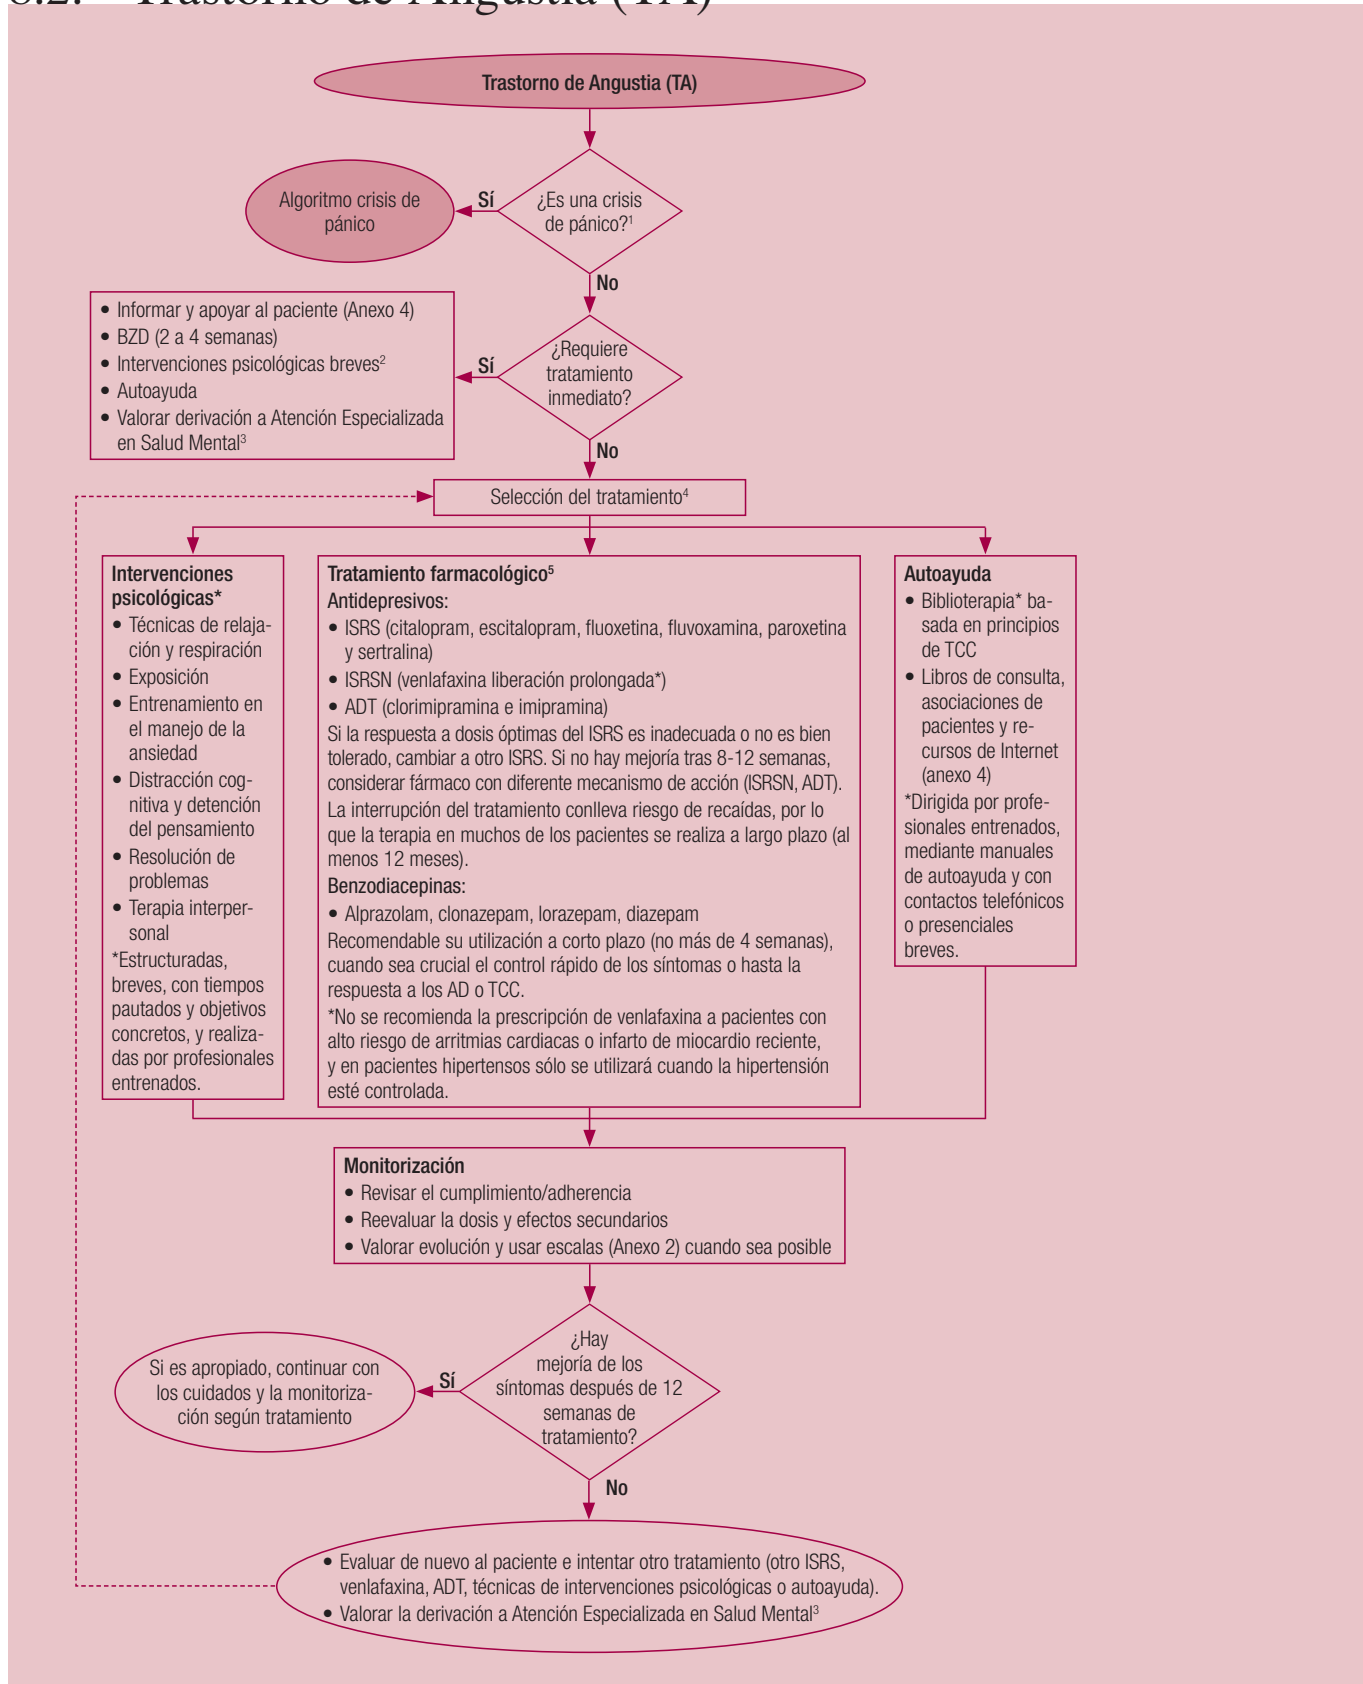 8.2. Trastorno de Angustia (TA)
Trastorno de Angustia (TA)
¿Es una crisis
de pánico?¹
Sí
Algoritmo crisis de
pánico
No
¿Requiere
tratamiento
inmediato?
Sí
• Informar y apoyar al paciente (Anexo 4)
• BZD (2 a 4 semanas)
• Intervenciones psicológicas breves²
• Autoayuda
• Valorar derivación a Atención Especializada
en Salud Mental³
No
Selección del tratamiento⁴
Intervenciones
psicológicas*
• Técnicas de relaja-
ción y respiración
• Exposición
• Entrenamiento en
el manejo de la
ansiedad
• Distracción cog-
nitiva y detención
del pensamiento
• Resolución de
problemas
• Terapia interper-
sonal
*Estructuradas,
breves, con tiempos
pautados y objetivos
concretos, y realiza-
das por profesionales
entrenados.
Tratamiento farmacológico⁵
Antidepresivos:
• ISRS (citalopram, escitalopram, fluoxetina, fluvoxamina, paroxetina
y sertralina)
• ISRSN (venlafaxina liberación prolongada*)
• ADT (clorimipramina e imipramina)
Si la respuesta a dosis óptimas del ISRS es inadecuada o no es bien
tolerado, cambiar a otro ISRS. Si no hay mejoría tras 8-12 semanas,
considerar fármaco con diferente mecanismo de acción (ISRSN, ADT).
La interrupción del tratamiento conlleva riesgo de recaídas, por lo
que la terapia en muchos de los pacientes se realiza a largo plazo (al
menos 12 meses).
Benzodiacepinas:
• Alprazolam, clonazepam, lorazepam, diazepam
Recomendable su utilización a corto plazo (no más de 4 semanas),
cuando sea crucial el control rápido de los síntomas o hasta la
respuesta a los AD o TCC.
*No se recomienda la prescripción de venlafaxina a pacientes con
alto riesgo de arritmias cardiacas o infarto de miocardio reciente,
y en pacientes hipertensos sólo se utilizará cuando la hipertensión
esté controlada.
Autoayuda
• Biblioterapia* ba-
sada en principios
de TCC
• Libros de consulta,
asociaciones de
pacientes y re-
cursos de Internet
(anexo 4)
*Dirigida por profe-
sionales entrenados,
mediante manuales
de autoayuda y con
contactos telefónicos
o presenciales
breves.
Monitorización
• Revisar el cumplimiento/adherencia
• Reevaluar la dosis y efectos secundarios
• Valorar evolución y usar escalas (Anexo 2) cuando sea posible
¿Hay
mejoría de los
síntomas después de 12
semanas de
tratamiento?
Sí
Si es apropiado, continuar con
los cuidados y la monitoriza-
ción según tratamiento
No
• Evaluar de nuevo al paciente e intentar otro tratamiento (otro ISRS,
venlafaxina, ADT, técnicas de intervenciones psicológicas o autoayuda).
• Valorar la derivación a Atención Especializada en Salud Mental³